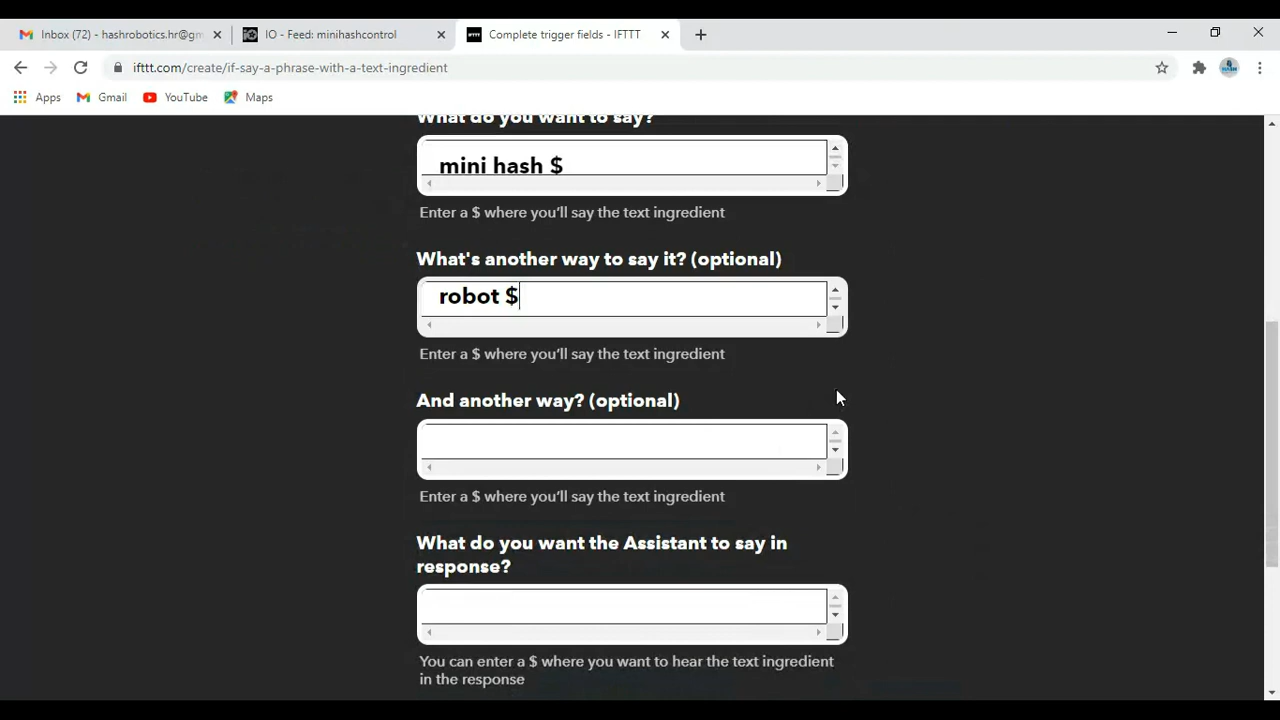 Inbox (72) - hashrobotics.hr@gm
IO - Feed: minihashcontrol
Complete trigger fields - IFTTT
ifttt.com/create/if-say-a-phrase-with-a-text-ingredient
Apps
Gmail
YouTube
Maps
What do you want to say?
mini hash $
Enter a $ where you'll say the text ingredient
What's another way to say it? (optional)
robot $
Enter a $ where you'll say the text ingredient
And another way? (optional)
Enter a $ where you'll say the text ingredient
What do you want the Assistant to say in
response?
You can enter a $ where you want to hear the text ingredient
in the response